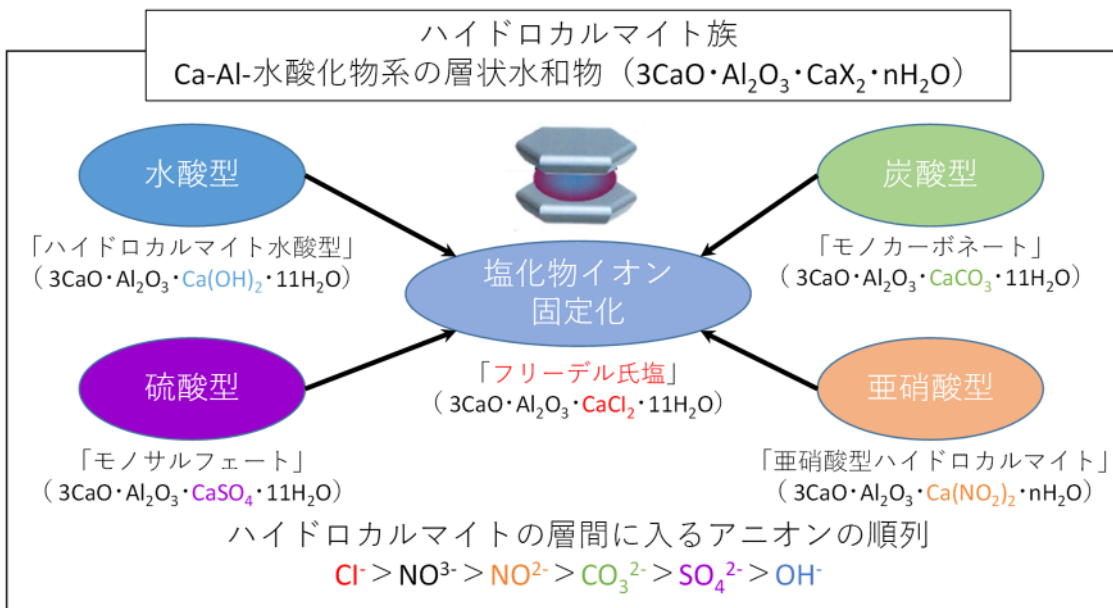 ハイドロカルマイト族
Ca-Al-水酸化物系の層状水和物（3CaO･Al₂O₃･CaX₂･nH₂O）
水酸型
炭酸型
「ハイドロカルマイト水酸型」
（ 3CaO･Al₂O₃･Ca(OH)₂･11H₂O）
「モノカーボネート」
（ 3CaO･Al₂O₃･CaCO₃･11H₂O）
塩化物イオン
固定化
「フリーデル氏塩」
（ 3CaO･Al₂O₃･CaCl₂･11H₂O）
硫酸型
亜硝酸型
「モノサルフェート」
（ 3CaO･Al₂O₃･CaSO₄･11H₂O）
「亜硝酸型ハイドロカルマイト」
（ 3CaO･Al₂O₃･Ca(NO₂)₂･nH₂O）
ハイドロカルマイトの層間に入るアニオンの順列
Cl⁻＞NO³⁻＞NO²⁻＞CO₃²⁻＞SO₄²⁻＞OH⁻